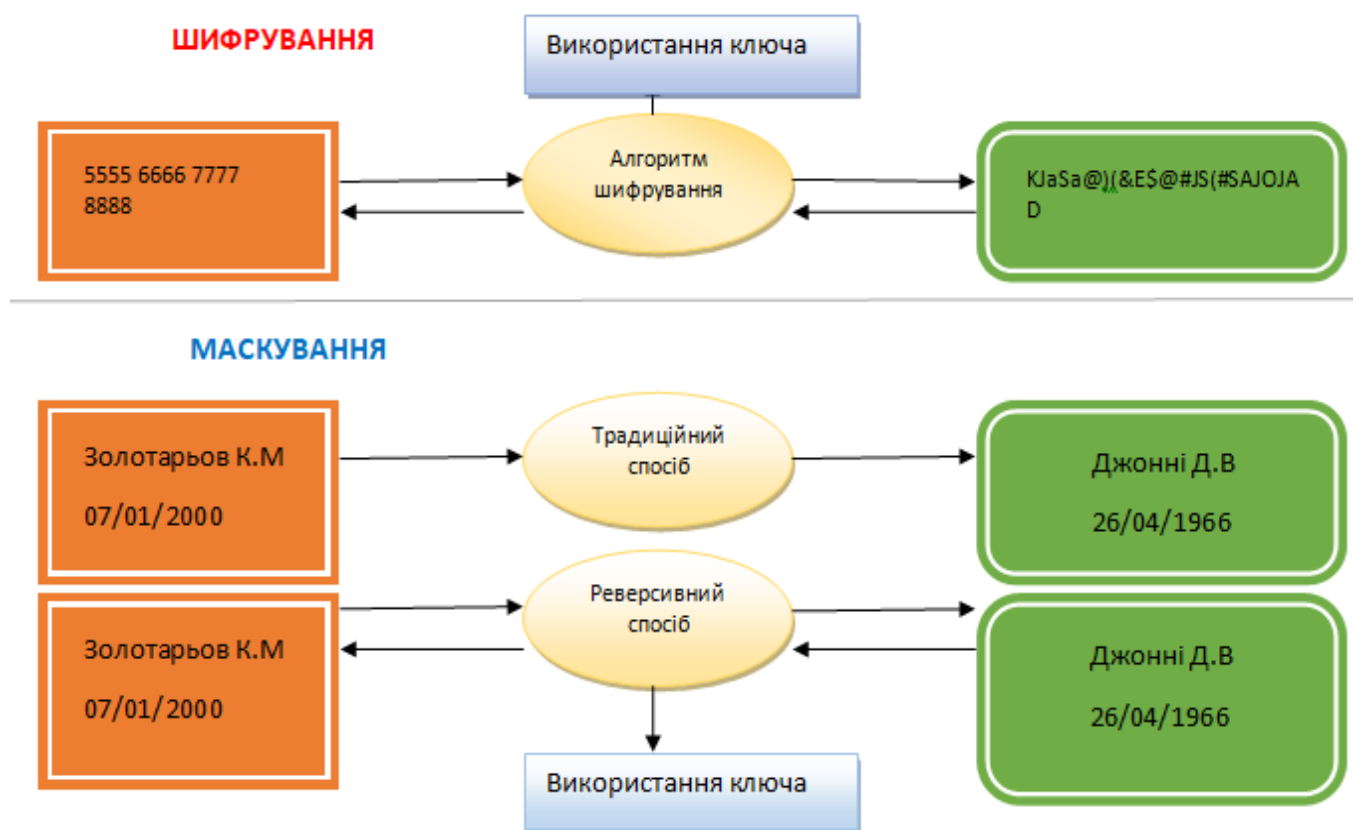 ШИФРУВАННЯ
Використання ключа
5555 6666 7777
8888
Алгоритм
шифрування
KJaSa@)(&E$@#JS(#SAJOJA
D
МАСКУВАННЯ
Золотарьов К.М
07/01/2000
Традиційний
спосіб
Джонні Д.В
26/04/1966
Золотарьов К.М
07/01/2000
Реверсивний
спосіб
Джонні Д.В
26/04/1966
Використання ключа